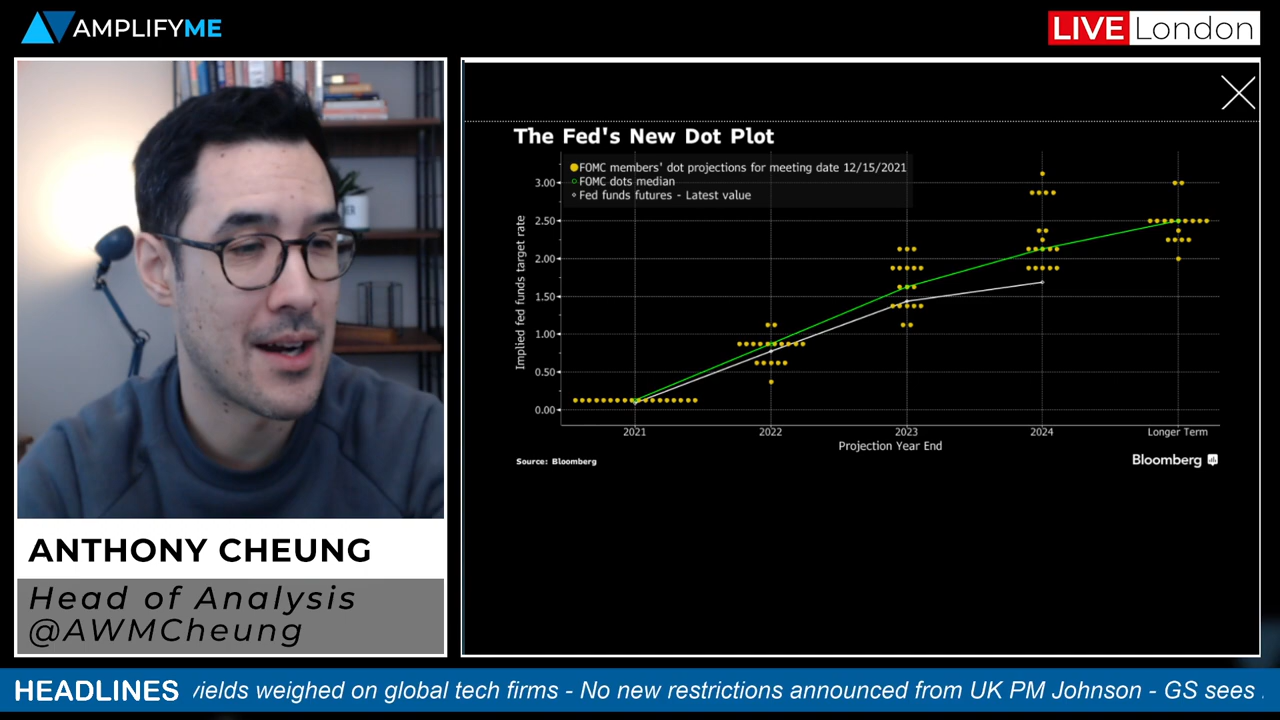 AMPLIFYME
LIVE London
The Fed's New Dot Plot
FOMC members' dot projections for meeting date 12/15/2021
FOMC dots median
Fed funds futures - Latest value
Implied fed funds target rate
3.00
2.50
2.00
1.50
1.00
0.50
0.00
2021 2022 2023 2024 Longer Term
Projection Year End
Source: Bloomberg
Bloomberg
ANTHONY CHEUNG
Head of Analysis
@AWMCheung
HEADLINES weighed on global tech firms - No new restrictions announced from UK PM Johnson - GS sees